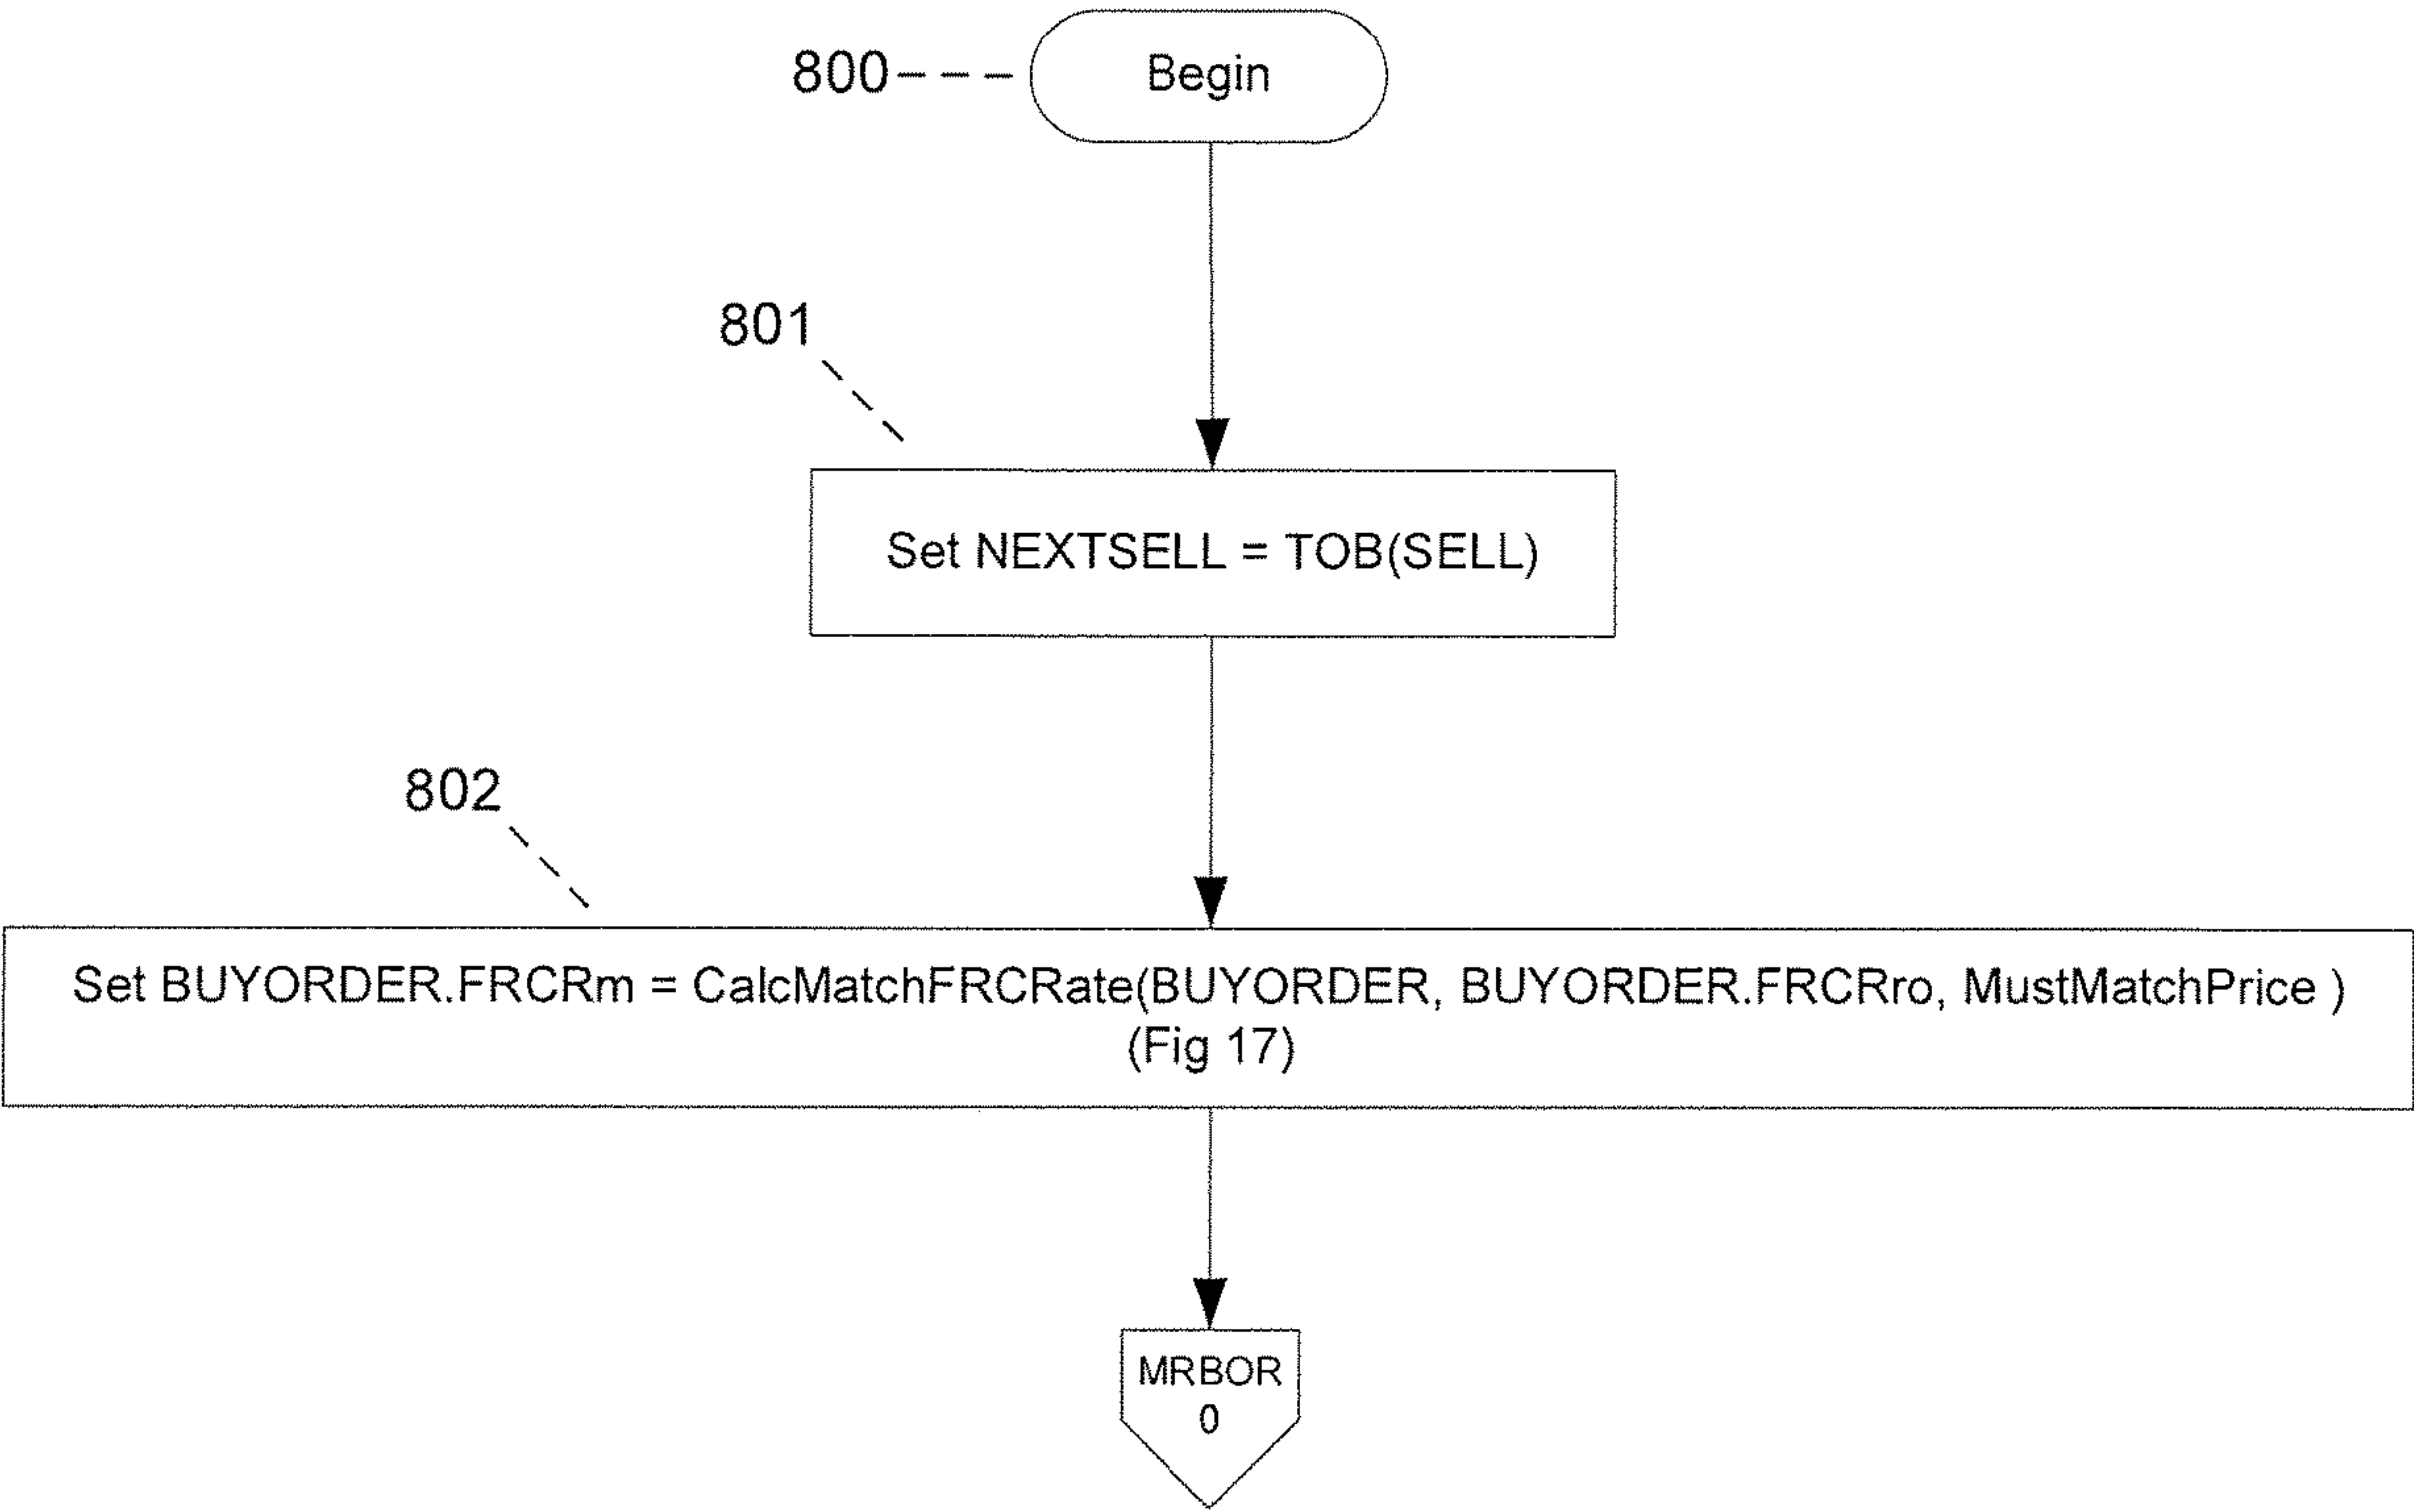 800
Begin
801
Set NEXTSELL = TOB(SELL)
802
Set BUYORDER.FRCRm = CalcMatchFRCRate(BUYORDER, BUYORDER.FRCRro, MustMatchPrice )
(Fig 17)
MRBOR
0